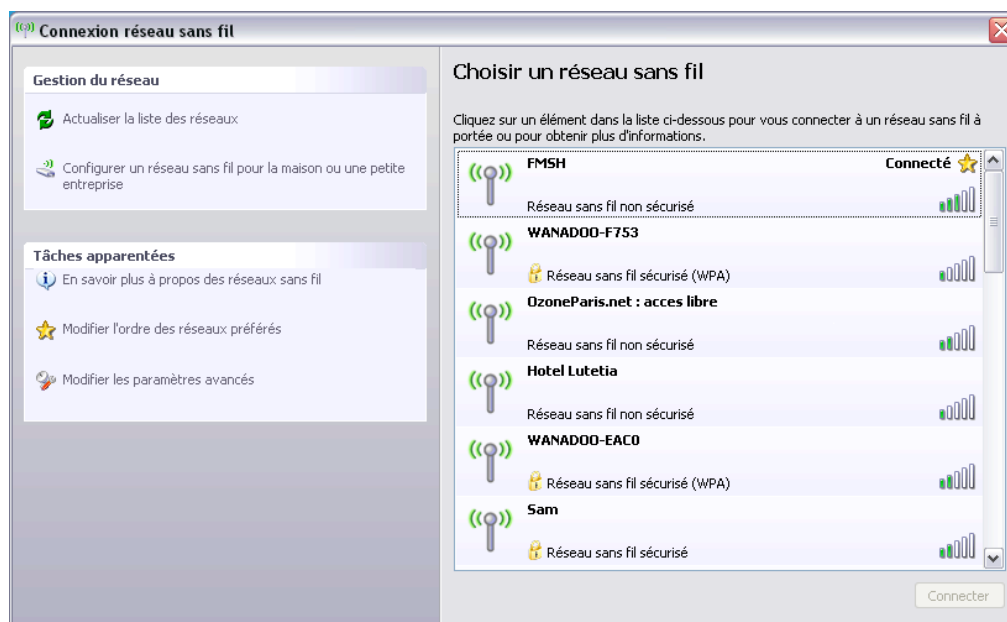 Connexion réseau sans fil
Gestion du réseau
Actualiser la liste des réseaux
Configurer un réseau sans fil pour la maison ou une petite
entreprise
Tâches apparentées
En savoir plus à propos des réseaux sans fil
Modifier l'ordre des réseaux préférés
Modifier les paramètres avancés
Choisir un réseau sans fil
Cliquez sur un élément dans la liste ci-dessous pour vous connecter à un réseau sans fil à
portée ou pour obtenir plus d'informations.
FMSH Connecté
Réseau sans fil non sécurisé
WANADOO-F753
Réseau sans fil sécurisé (WPA)
OzoneParis.net : acces libre
Réseau sans fil non sécurisé
Hotel Lutetia
Réseau sans fil non sécurisé
WANADOO-EAC0
Réseau sans fil sécurisé (WPA)
Sam
Réseau sans fil sécurisé
Connecter